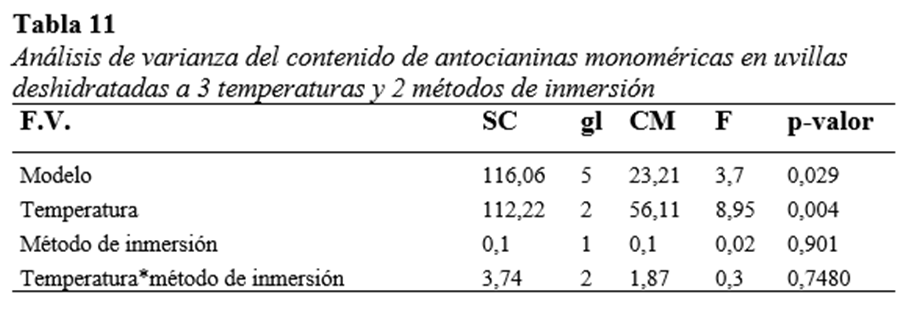 Tabla 11
Análisis de varianza del contenido de antocianinas monoméricas en uvillas
deshidratadas a 3 temperaturas y 2 métodos de inmersión
F.V. SC gl CM F p-valor
Modelo 116,06 5 23,21 3,7 0,029
Temperatura 112,22 2 56,11 8,95 0,004
Método de inmersión 0,1 1 0,1 0,02 0,901
Temperatura*método de inmersión 3,74 2 1,87 0,3 0,7480